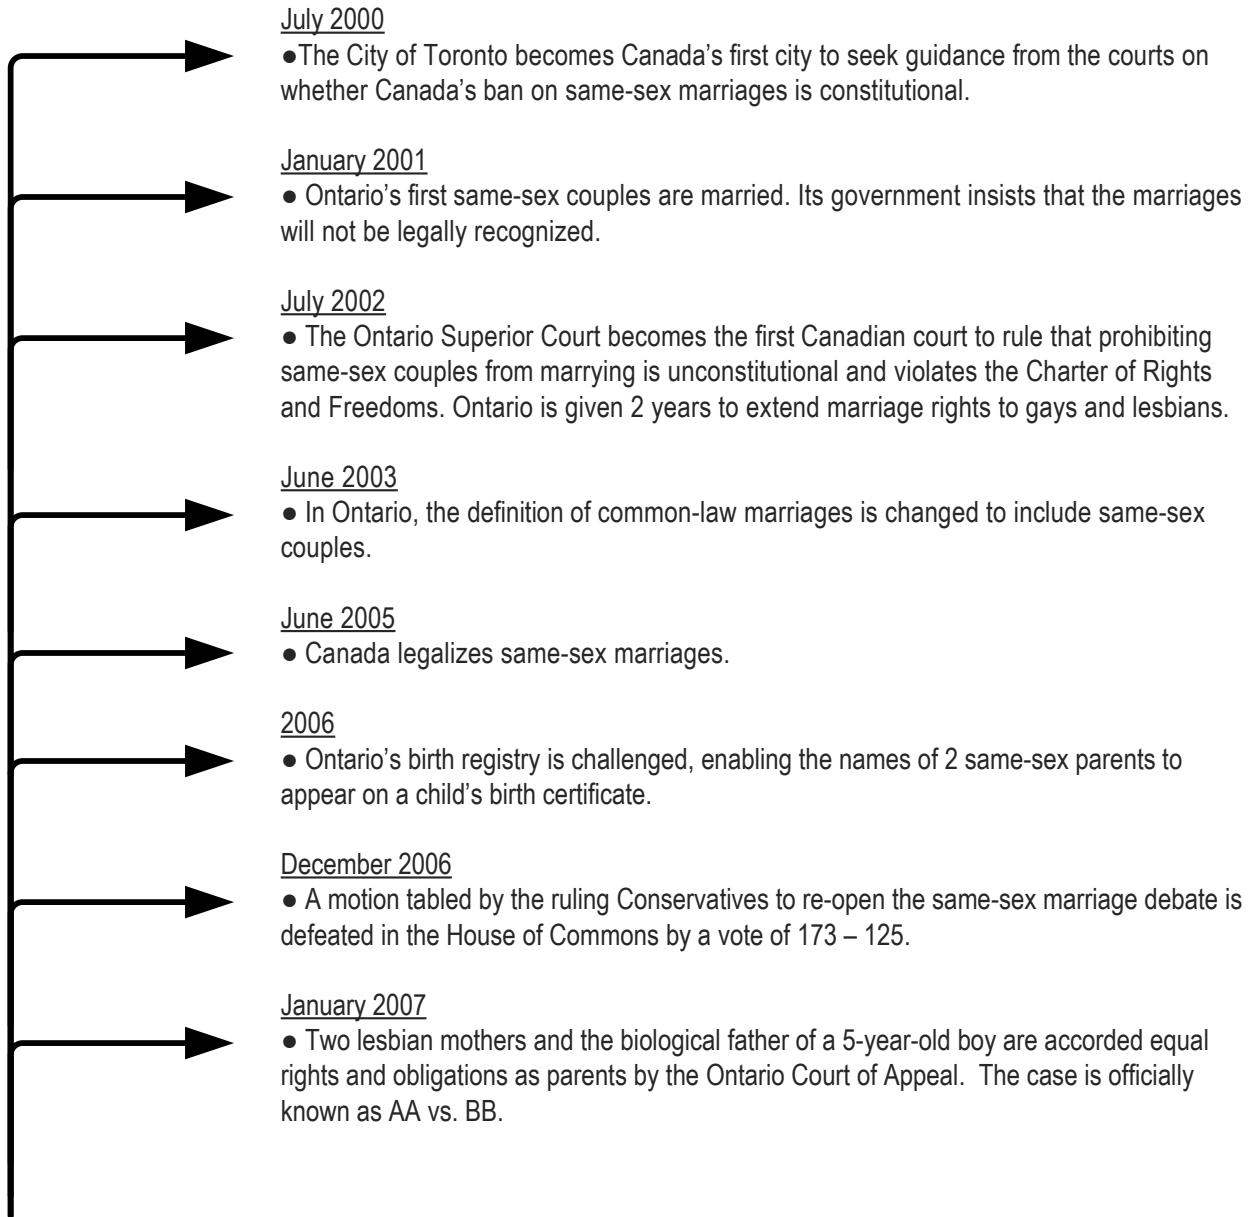 July 2000
●The City of Toronto becomes Canada’s first city to seek guidance from the courts on
whether Canada’s ban on same-sex marriages is constitutional.
January 2001
● Ontario’s first same-sex couples are married. Its government insists that the marriages
will not be legally recognized.
July 2002
● The Ontario Superior Court becomes the first Canadian court to rule that prohibiting
same-sex couples from marrying is unconstitutional and violates the Charter of Rights
and Freedoms. Ontario is given 2 years to extend marriage rights to gays and lesbians.
June 2003
● In Ontario, the definition of common-law marriages is changed to include same-sex
couples.
June 2005
● Canada legalizes same-sex marriages.
2006
● Ontario’s birth registry is challenged, enabling the names of 2 same-sex parents to
appear on a child’s birth certificate.
December 2006
● A motion tabled by the ruling Conservatives to re-open the same-sex marriage debate is
defeated in the House of Commons by a vote of 173 – 125.
January 2007
● Two lesbian mothers and the biological father of a 5-year-old boy are accorded equal
rights and obligations as parents by the Ontario Court of Appeal.  The case is officially
known as AA vs. BB.